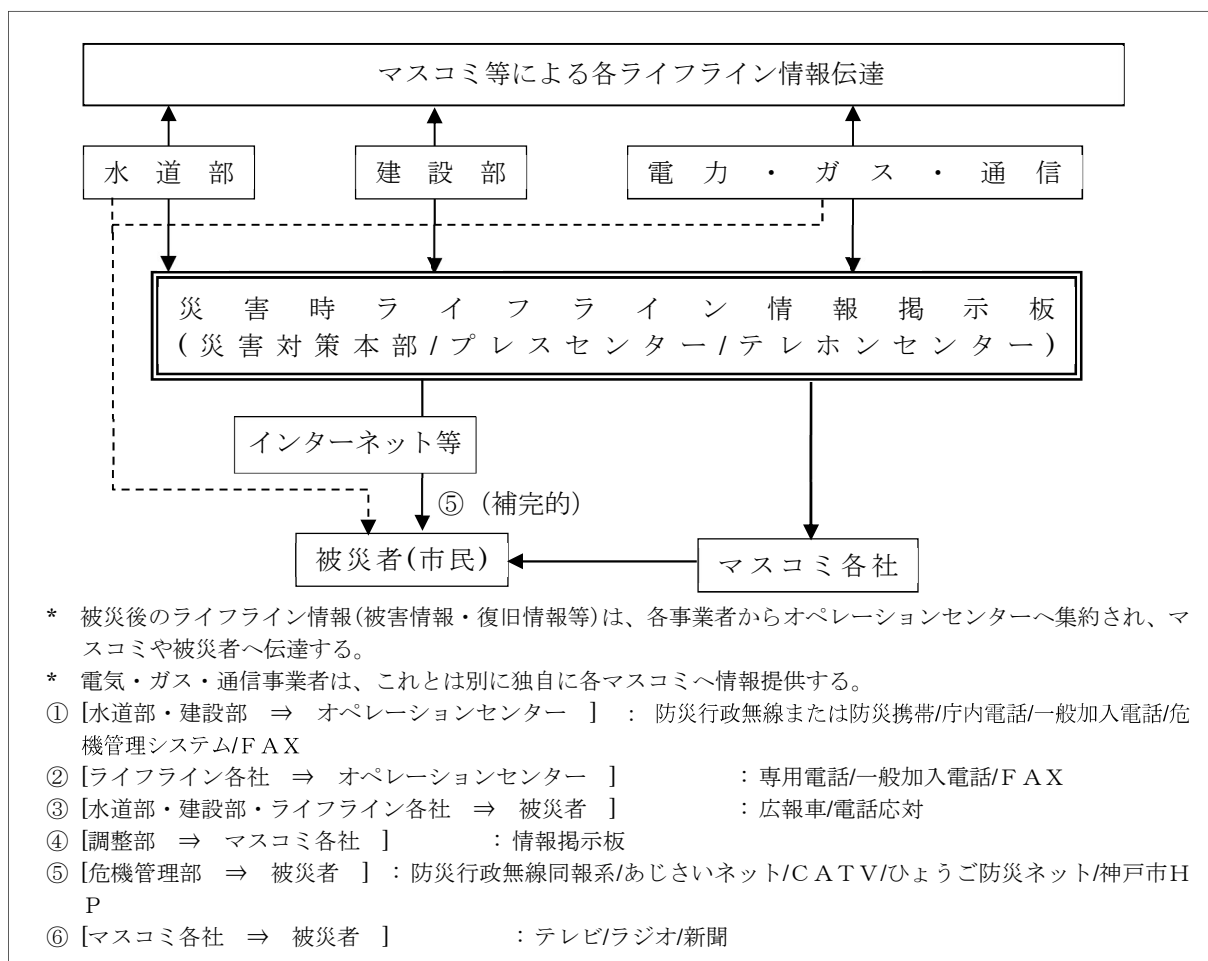 マスコミ等による各ライフライン情報伝達
水道部
建設部
電力・ガス・通信
災害時ライフライン情報掲示板
(災害対策本部/プレスセンター/テレホンセンター)
インターネット等
⑤（補完的）
被災者(市民)
マスコミ各社
* 被災後のライフライン情報(被害情報・復旧情報等)は、各事業者からオペレーションセンターへ集約され、マ
スコミや被災者へ伝達する。
* 電気・ガス・通信事業者は、これとは別に独自に各マスコミへ情報提供する。
① [水道部・建設部 ⇒ オペレーションセンター ] ： 防災行政無線または防災携帯/庁内電話/一般加入電話/危
機管理システム/ＦＡＸ
② [ライフライン各社 ⇒ オペレーションセンター ] ：専用電話/一般加入電話/ＦＡＸ
③ [水道部・建設部・ライフライン各社 ⇒ 被災者 ] ：広報車/電話応対
④ [調整部 ⇒ マスコミ各社 ] ：情報掲示板
⑤ [危機管理部 ⇒ 被災者 ] ：防災行政無線同報系/あじさいネット/ＣＡＴＶ/ひょうご防災ネット/神戸市Ｈ
Ｐ
⑥ [マスコミ各社 ⇒ 被災者 ] ：テレビ/ラジオ/新聞